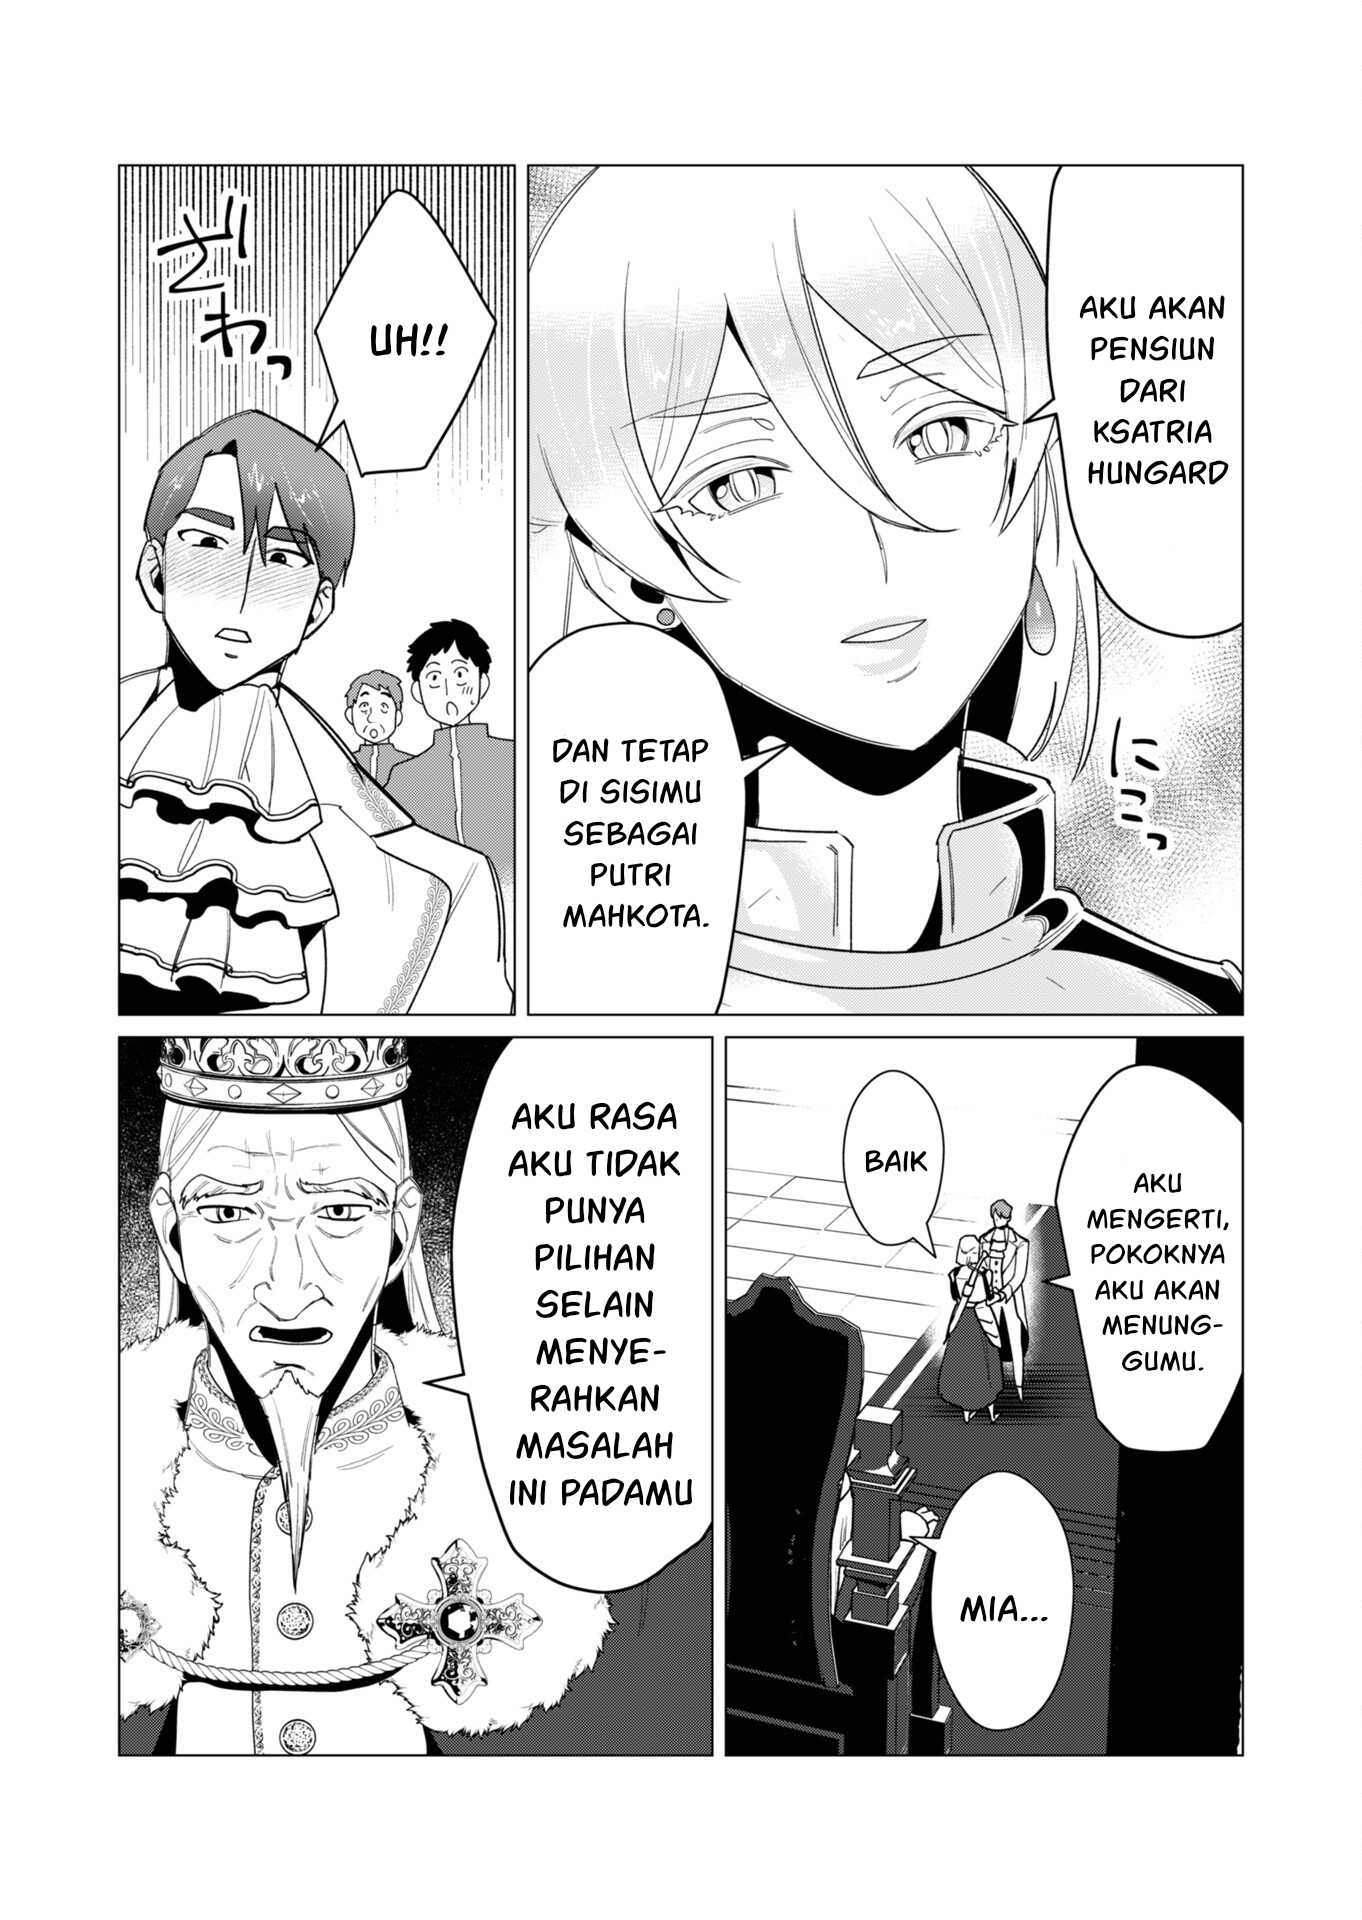 AKU AKAN
PENSIUN
DARI
KSATRIA
HUNGARD
DAN TETAP
DI SISIMU
SEBAGAI
PUTRI
MAHKOTA.
にこっ
UH!!
ざわっ
AKU
MENGERTI,
POKOKNYA
AKU AKAN
MENUNG-
GUMU.
BAIK
MIA...
AKU RASA
AKU TIDAK
PUNYA
PILIHAN
SELAIN
MENYE-
RAHKAN
MASALAH
INI PADAMU